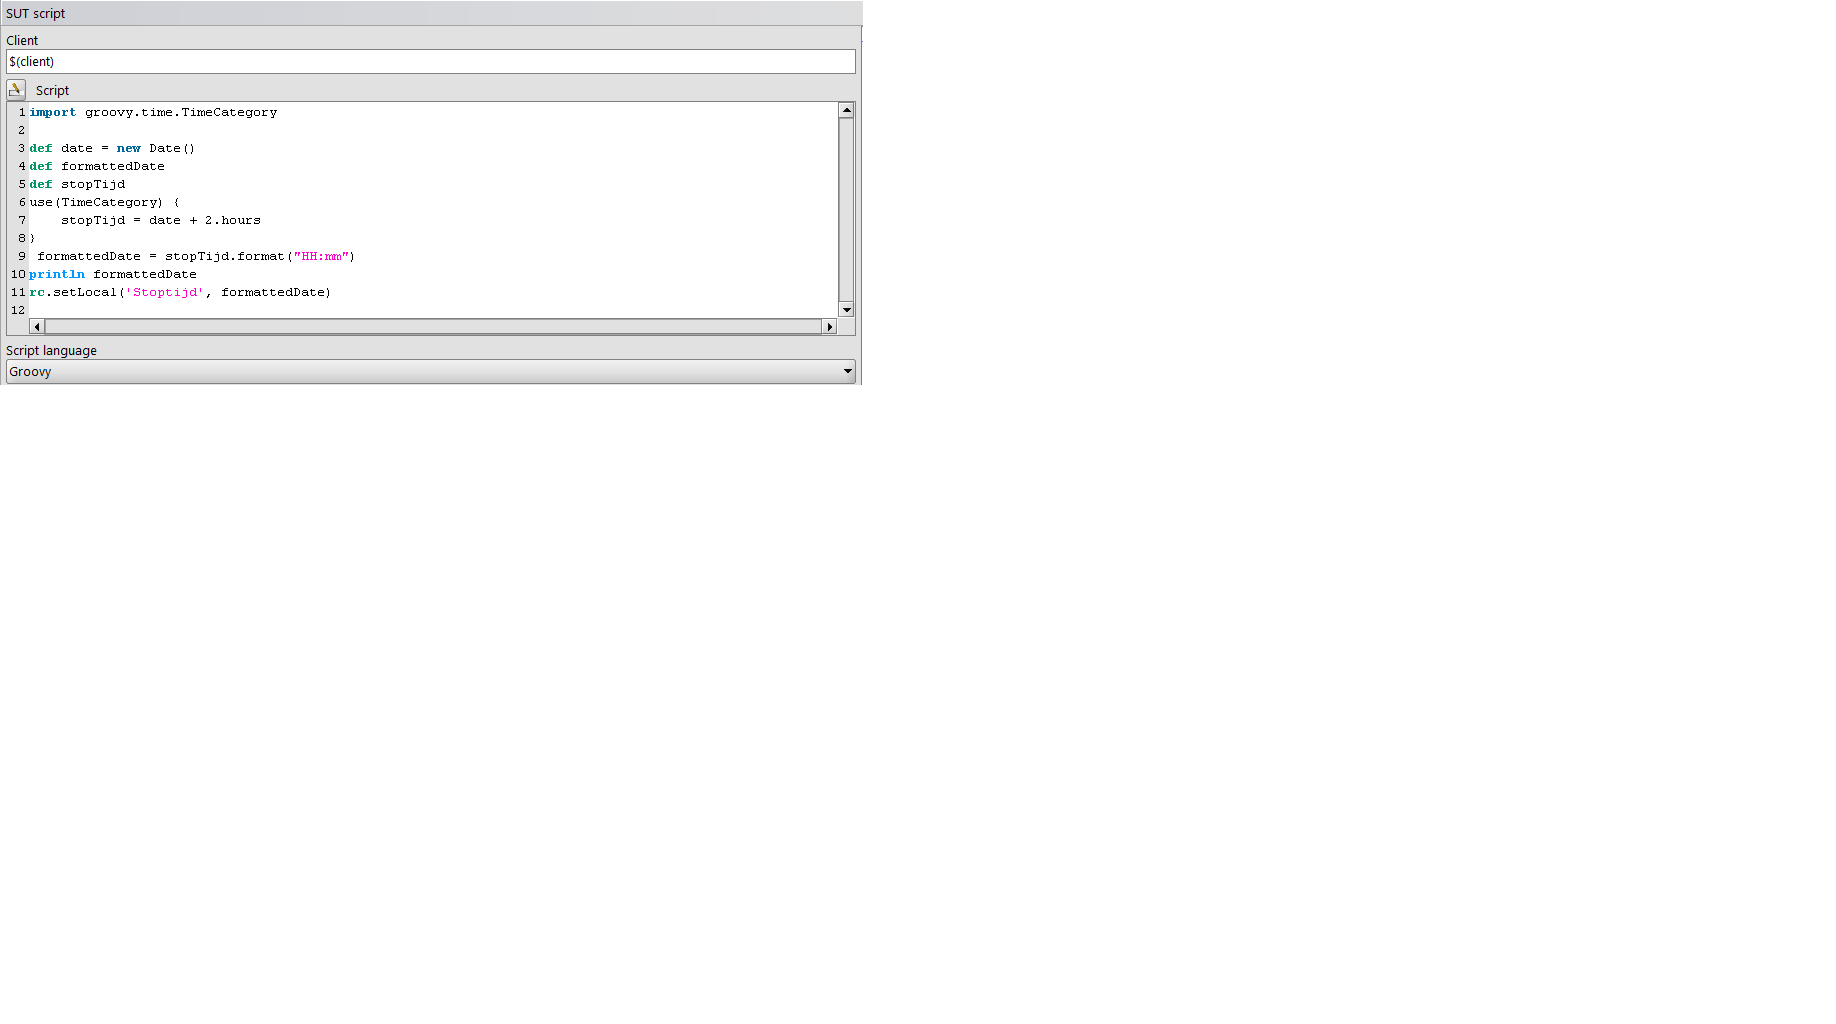 SUT script
Client
$(client)
Script
1 import groovy.time.TimeCategory
2
3 def date = new Date()
4 def formattedDate
5 def stopTijd
6 use(TimeCategory) {
7     stopTijd = date + 2.hours
8 }
9  formattedDate = stopTijd.format("HH:mm")
10 println formattedDate
11 rc.setLocal('Stoptijd', formattedDate)
12
Script language
Groovy